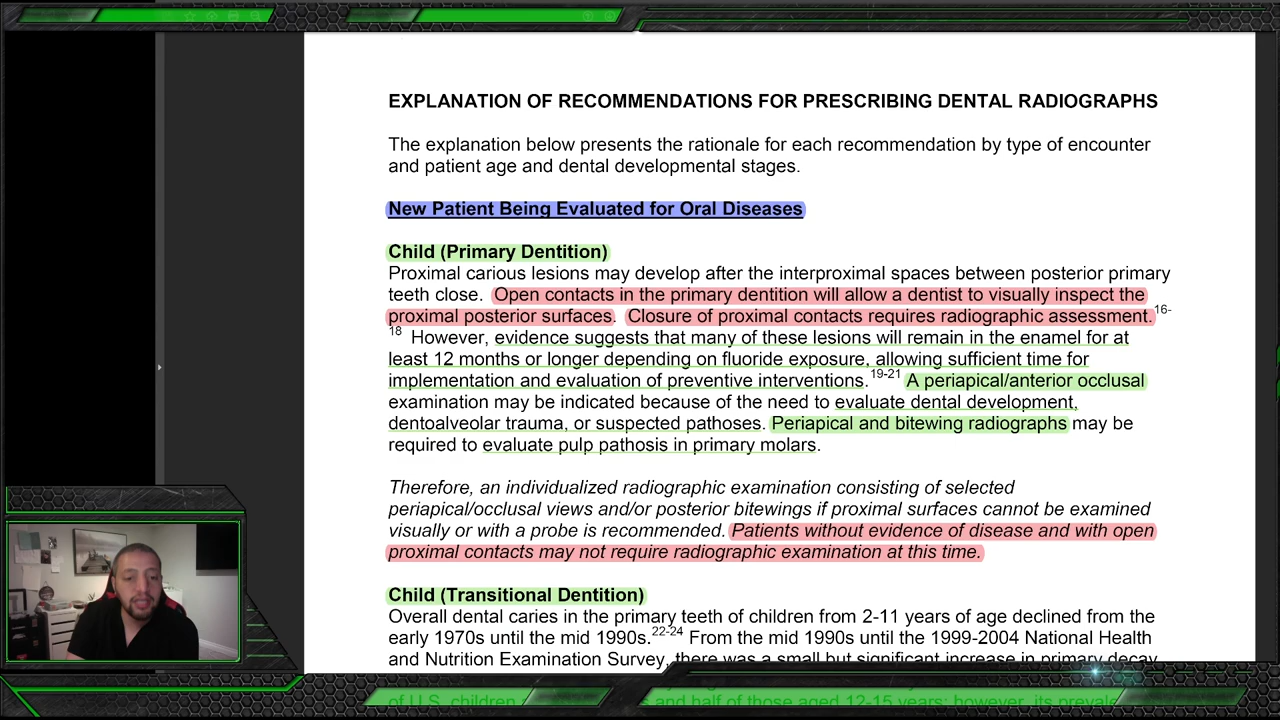 EXPLANATION OF RECOMMENDATIONS FOR PRESCRIBING DENTAL RADIOGRAPHS
The explanation below presents the rationale for each recommendation by type of encounter
and patient age and dental developmental stages.
New Patient Being Evaluated for Oral Diseases
Child (Primary Dentition)
Proximal carious lesions may develop after the interproximal spaces between posterior primary
teeth close. Open contacts in the primary dentition will allow a dentist to visually inspect the
proximal posterior surfaces. Closure of proximal contacts requires radiographic assessment.16-
18 However, evidence suggests that many of these lesions will remain in the enamel for at
least 12 months or longer depending on fluoride exposure, allowing sufficient time for
implementation and evaluation of preventive interventions.19-21 A periapical/anterior occlusal
examination may be indicated because of the need to evaluate dental development,
dentoalveolar trauma, or suspected pathoses. Periapical and bitewing radiographs may be
required to evaluate pulp pathosis in primary molars.
Therefore, an individualized radiographic examination consisting of selected
periapical/occlusal views and/or posterior bitewings if proximal surfaces cannot be examined
visually or with a probe is recommended. Patients without evidence of disease and with open
proximal contacts may not require radiographic examination at this time.
Child (Transitional Dentition)
Overall dental caries in the primary teeth of children from 2-11 years of age declined from the
early 1970s until the mid 1990s.22-24 From the mid 1990s until the 1999-2004 National Health
and Nutrition Examination Survey, there was a small but significant increase in primary decay
of U.S. children and half of those aged 12-15 years; however, its